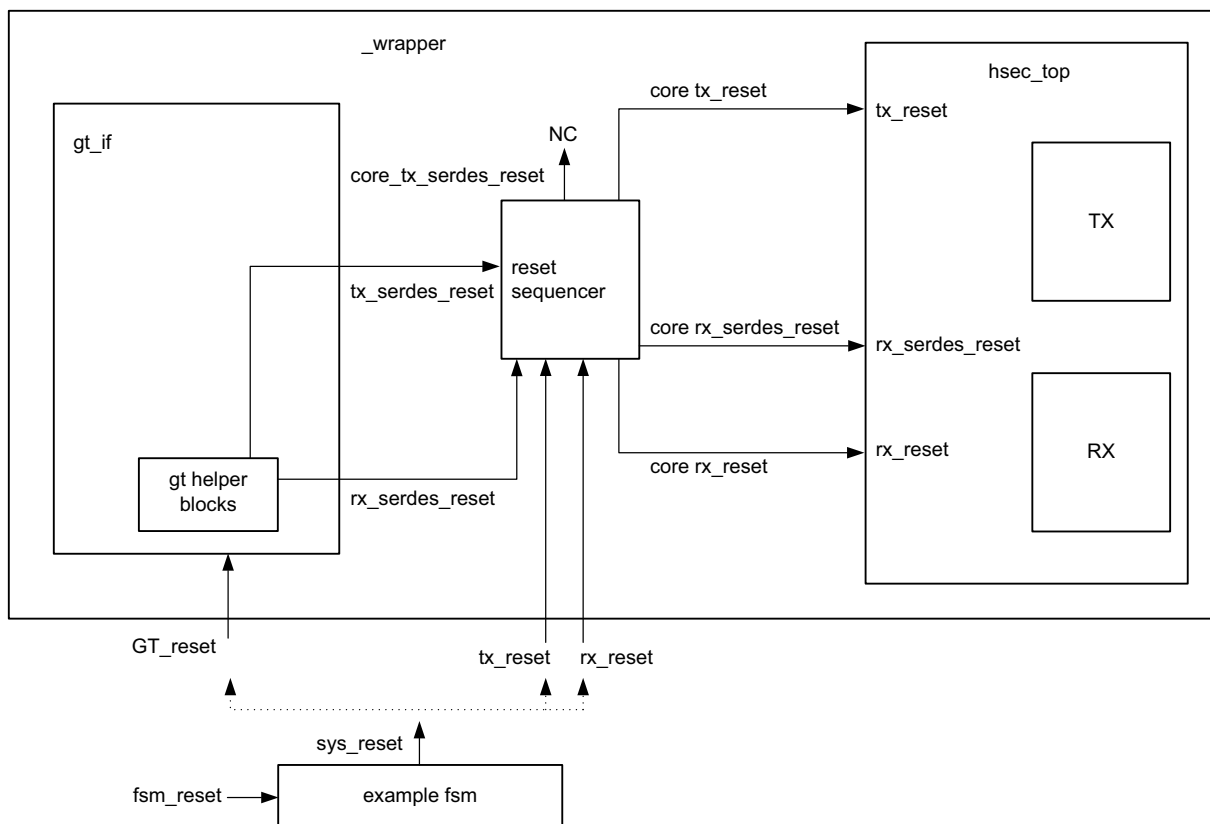 _wrapper
hsec_top
core tx_reset
tx_reset
gt_if
NC
core_tx_serdes_reset
TX
reset
sequencer
tx_serdes_reset
core rx_serdes_reset
rx_serdes_reset
rx_reset
RX
core rx_reset
gt helper
blocks
rx_serdes_reset
GT_reset
tx_reset
rx_reset
sys_reset
fsm_reset
example fsm